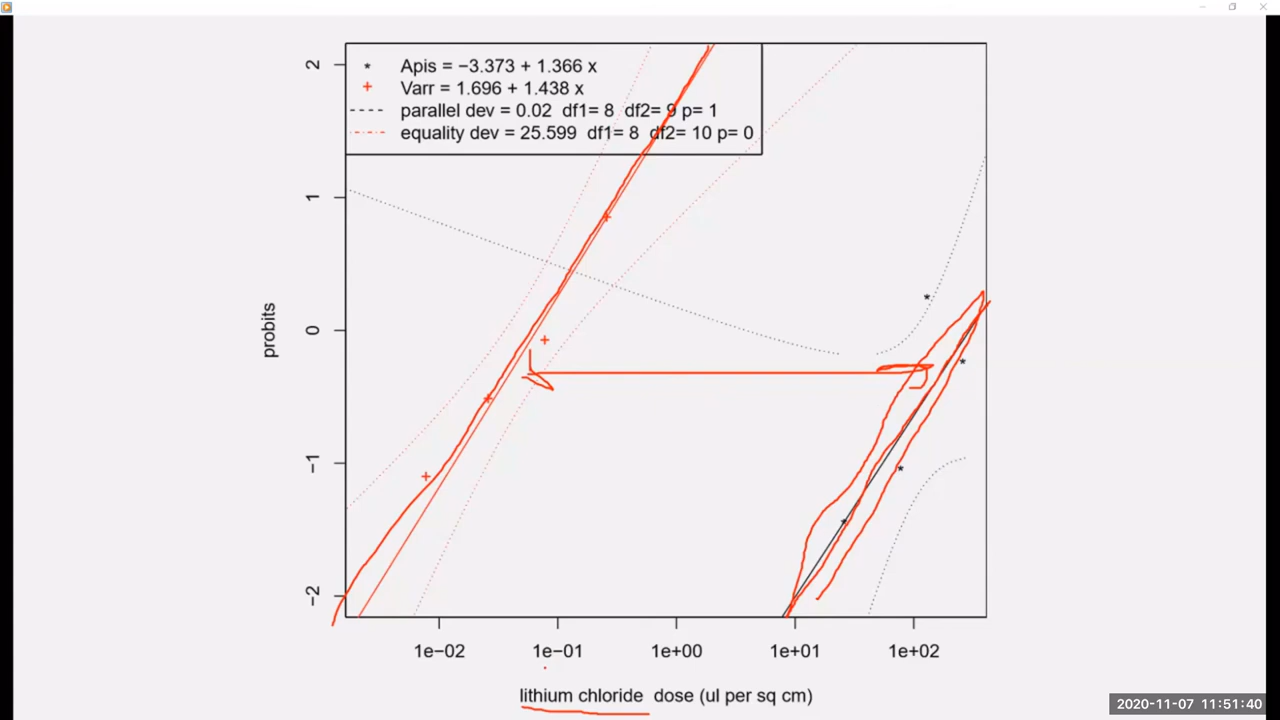 * Apis = −3.373 + 1.366 x
+ Varr = 1.696 + 1.438 x
parallel dev = 0.02 df1= 8 df2= 9 p= 1
equality dev = 25.599 df1= 8 df2= 10 p= 0
2
1
0
−1
−2
probits
1e−02 1e−01 1e+00 1e+01 1e+02
lithium chloride dose (ul per sq cm)
2020-11-07 11:51:40